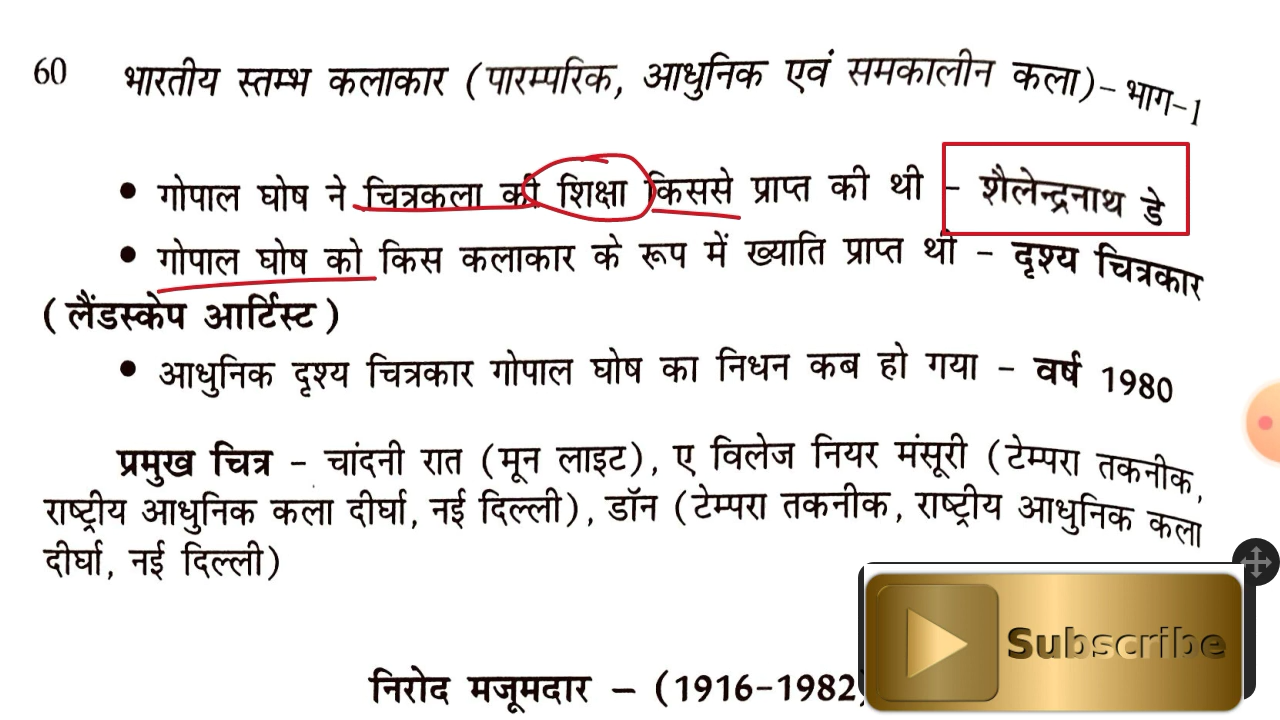 60 भारतीय स्तम्भ कलाकार (पारम्परिक, आधुनिक एवं समकालीन कला)-भाग-1
• गोपाल घोष ने चित्रकला की शिक्षा किससे प्राप्त की थी - शैलेन्द्रनाथ डे
• गोपाल घोष को किस कलाकार के रूप में ख्याति प्राप्त थी - दृश्य चित्रकार
(लैंडस्केप आर्टिस्ट)
• आधुनिक दृश्य चित्रकार गोपाल घोष का निधन कब हो गया - वर्ष 1980
प्रमुख चित्र - चांदनी रात (मून लाइट), ए विलेज नियर मंसूरी (टेम्परा तकनीक,
राष्ट्रीय आधुनिक कला दीर्घा, नई दिल्ली), डॉन (टेम्परा तकनीक, राष्ट्रीय आधुनिक कला
दीर्घा, नई दिल्ली)
निरोद मजूमदार - (1916-1982)
Subscribe